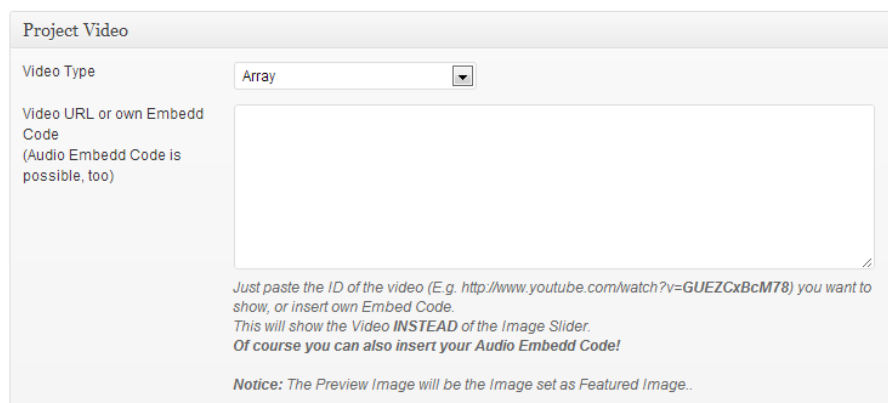 Project Video
Video Type
Array
Video URL or own Embedd
Code
(Audio Embedd Code is
possible, too)
Just paste the ID of the video (E.g. http://www.youtube.com/watch?v=GUEZCxBcM78) you want to
show, or insert own Embed Code.
This will show the Video INSTEAD of the Image Slider.
Of course you can also insert your Audio Embedd Code!
Notice: The Preview Image will be the Image set as Featured Image..